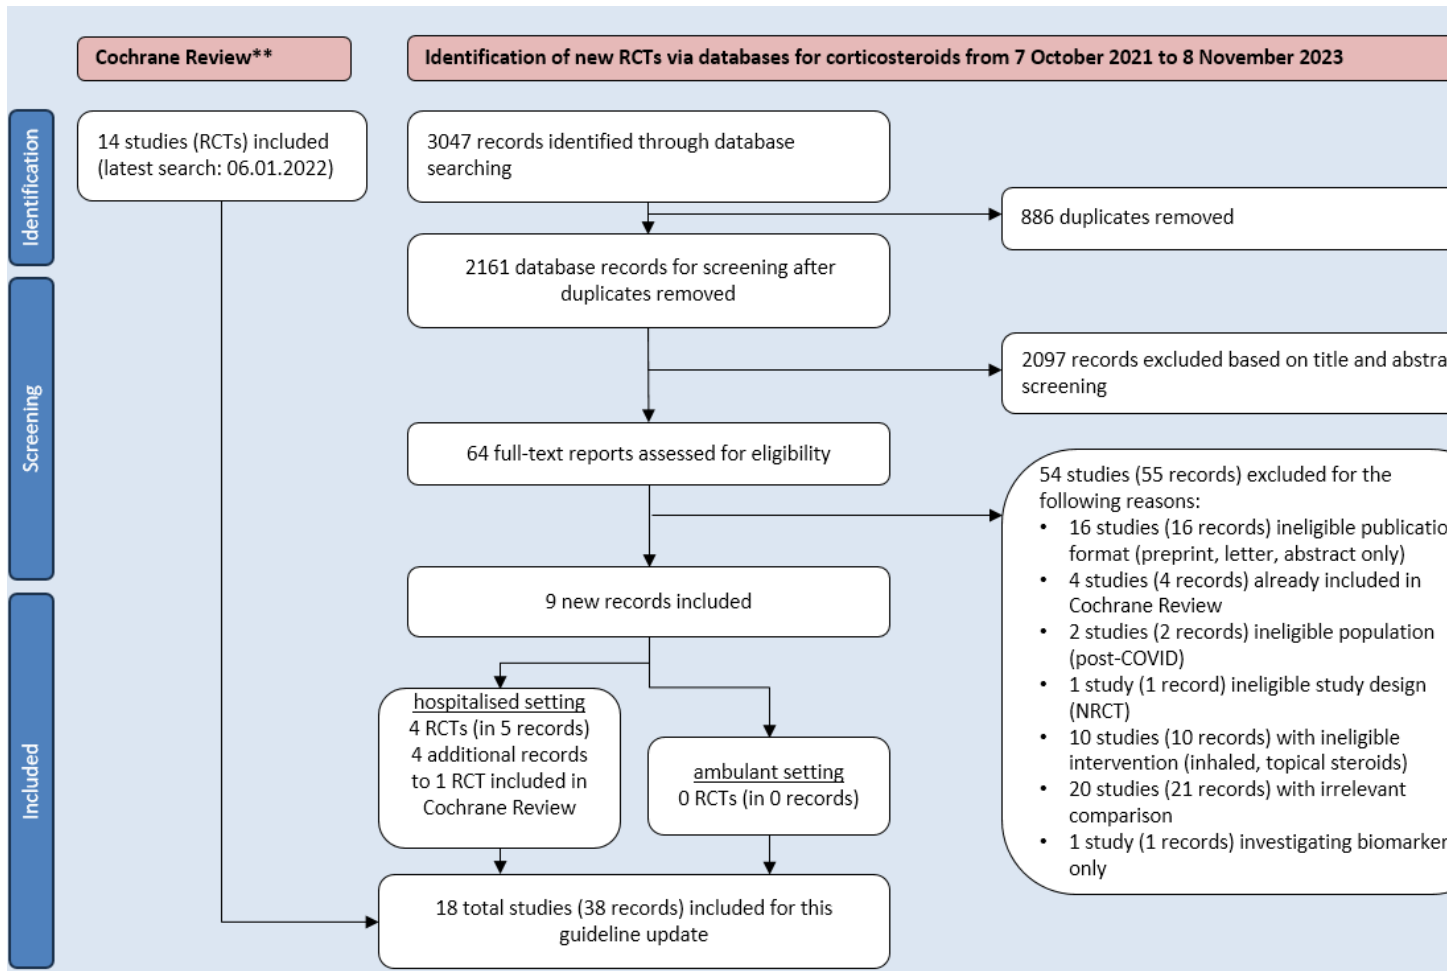 Cochrane Review**
Identification of new RCTs via databases for corticosteroids from 7 October 2021 to 8 November 2023
Identification
14 studies (RCTs) included
(latest search: 06.01.2022)
3047 records identified through database
searching
886 duplicates removed
2161 database records for screening after
duplicates removed
Screening
2097 records excluded based on title and abstra
screening
64 full-text reports assessed for eligibility
54 studies (55 records) excluded for the
following reasons:
• 16 studies (16 records) ineligible publicatio
format (preprint, letter, abstract only)
• 4 studies (4 records) already included in
Cochrane Review
• 2 studies (2 records) ineligible population
(post-COVID)
• 1 study (1 record) ineligible study design
(NRCT)
• 10 studies (10 records) with ineligible
intervention (inhaled, topical steroids)
• 20 studies (21 records) with irrelevant
comparison
• 1 study (1 records) investigating biomarker
only
Included
9 new records included
hospitalised setting
4 RCTs (in 5 records)
4 additional records
to 1 RCT included in
Cochrane Review
ambulant setting
0 RCTs (in 0 records)
18 total studies (38 records) included for this
guideline update